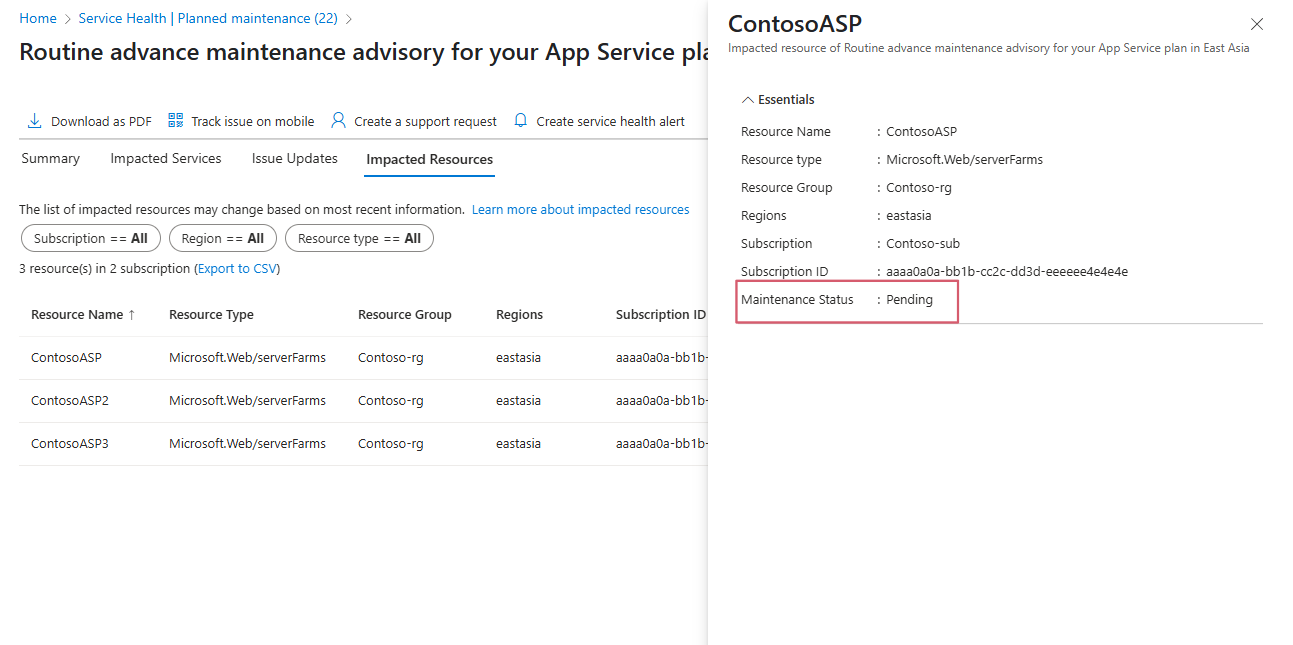 Home > Service Health | Planned maintenance (22) >
Routine advance maintenance advisory for your App Service pla
Download as PDF Track issue on mobile Create a support request Create service health alert
Summary Impacted Services Issue Updates Impacted Resources
The list of impacted resources may change based on most recent information. Learn more about impacted resources
Subscription == All Region == All Resource type == All
3 resource(s) in 2 subscription (Export to CSV)
Resource Name ↑ Resource Type Resource Group Regions Subscription ID
ContosoASP Microsoft.Web/serverFarms Contoso-rg eastasia aaaa0a0a-bb1b-
ContosoASP2 Microsoft.Web/serverFarms Contoso-rg eastasia aaaa0a0a-bb1b-
ContosoASP3 Microsoft.Web/serverFarms Contoso-rg eastasia aaaa0a0a-bb1b-
ContosoASP
Impacted resource of Routine advance maintenance advisory for your App Service plan in East Asia
Essentials
Resource Name : ContosoASP
Resource type : Microsoft.Web/serverFarms
Resource Group : Contoso-rg
Regions : eastasia
Subscription : Contoso-sub
Subscription ID : aaaa0a0a-bb1b-cc2c-dd3d-eeeeee4e4e4e
Maintenance Status : Pending